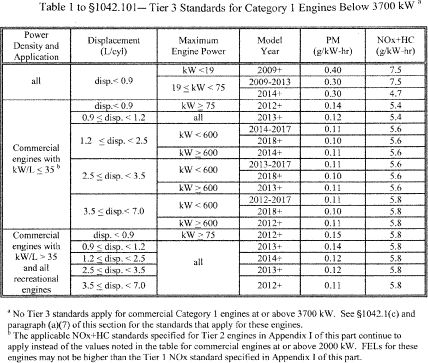 Table 1 to §1042.101— Tier 3 Standards for Category 1 Engines Below 3700 kW a
Power Density and Application | Displacement (L/cyl) | Maximum Engine Power | Model Year | PM (g/kW-hr) | NOx+HC (g/kW-hr)
all | disp.< 0.9 | kW <19 | 2009+ | 0.40 | 7.5
19 ≤ kW < 75 | 2009-2013 | 0.30 | 7.5
2014+ | 0.30 | 4.7
Commercial engines with kW/L ≤ 35 b | disp.< 0.9 | kW ≥ 75 | 2012+ | 0.14 | 5.4
0.9 ≤ disp. < 1.2 | all | 2013+ | 0.12 | 5.4
1.2 ≤ disp. < 2.5 | kW < 600 | 2014-2017 | 0.11 | 5.6
2018+ | 0.10 | 5.6
kW ≥ 600 | 2014+ | 0.11 | 5.6
2.5 ≤ disp. < 3.5 | kW < 600 | 2013-2017 | 0.11 | 5.6
2018+ | 0.10 | 5.6
kW ≥ 600 | 2013+ | 0.11 | 5.6
3.5 ≤ disp.< 7.0 | kW < 600 | 2012-2017 | 0.11 | 5.8
2018+ | 0.10 | 5.8
kW ≥ 600 | 2012+ | 0.11 | 5.8
Commercial engines with kW/L > 35 and all recreational engines | disp. < 0.9 | kW ≥ 75 | 2012+ | 0.15 | 5.8
0.9 ≤ disp. < 1.2 | all | 2013+ | 0.14 | 5.8
1.2 ≤ disp. < 2.5 | 2014+ | 0.12 | 5.8
2.5 ≤ disp. < 3.5 | 2013+ | 0.12 | 5.8
3.5 ≤ disp. < 7.0 | 2012+ | 0.11 | 5.8
a No Tier 3 standards apply for commercial Category 1 engines at or above 3700 kW. See §1042.1(c) and
paragraph (a)(7) of this section for the standards that apply for these engines.
b The applicable NOx+HC standards specified for Tier 2 engines in Appendix I of this part continue to
apply instead of the values noted in the table for commercial engines at or above 2000 kW. FELs for these
engines may not be higher than the Tier 1 NOx standard specified in Appendix I of this part.